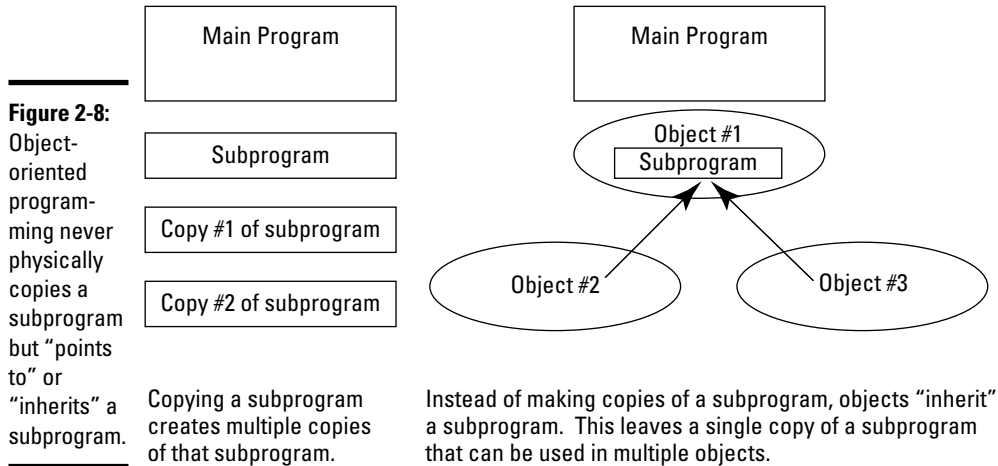 Figure 2-8:
Object-
oriented
program-
ming never
physically
copies a
subprogram
but “points
to” or
“inherits” a
subprogram.
Main Program
Subprogram
Copy #1 of subprogram
Copy #2 of subprogram
Copying a subprogram
creates multiple copies
of that subprogram.
Main Program
Object #1
Subprogram
Object #2
Object #3
Instead of making copies of a subprogram, objects “inherit”
a subprogram.  This leaves a single copy of a subprogram
that can be used in multiple objects.